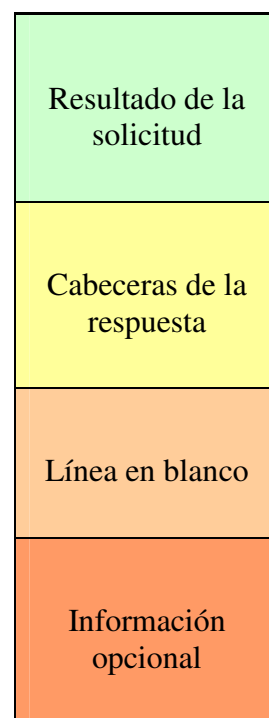 Resultado de la
solicitud
Cabeceras de la
respuesta
Línea en blanco
Información
opcional